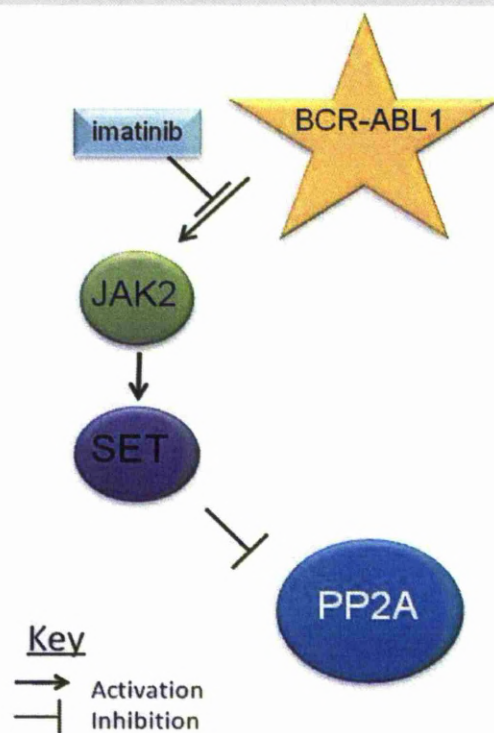 BCR-ABL1
imatinib
JAK2
SET
PP2A
Key
Activation
Inhibition